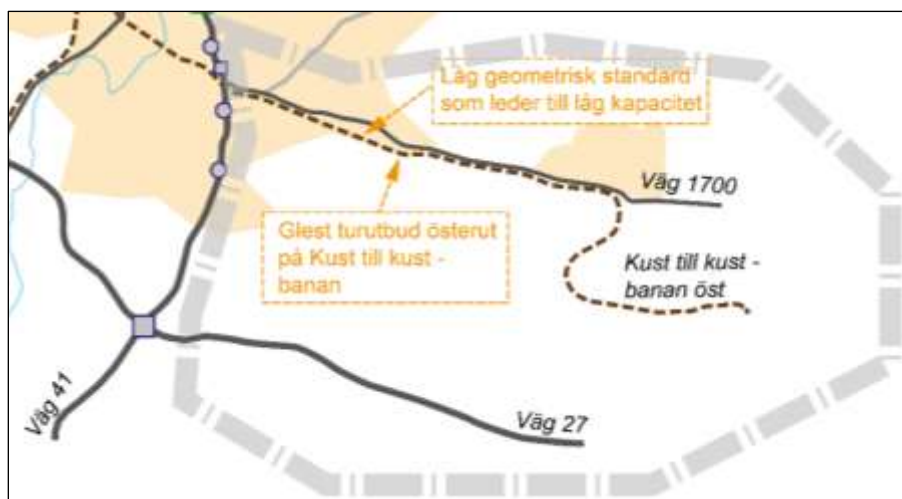 Låg geometrisk standard
som leder till låg kapacitet
Väg 1700
Glest turutbud österut
på Kust till kust -
banan
Kust till kust -
banan öst
Väg 41
Väg 27